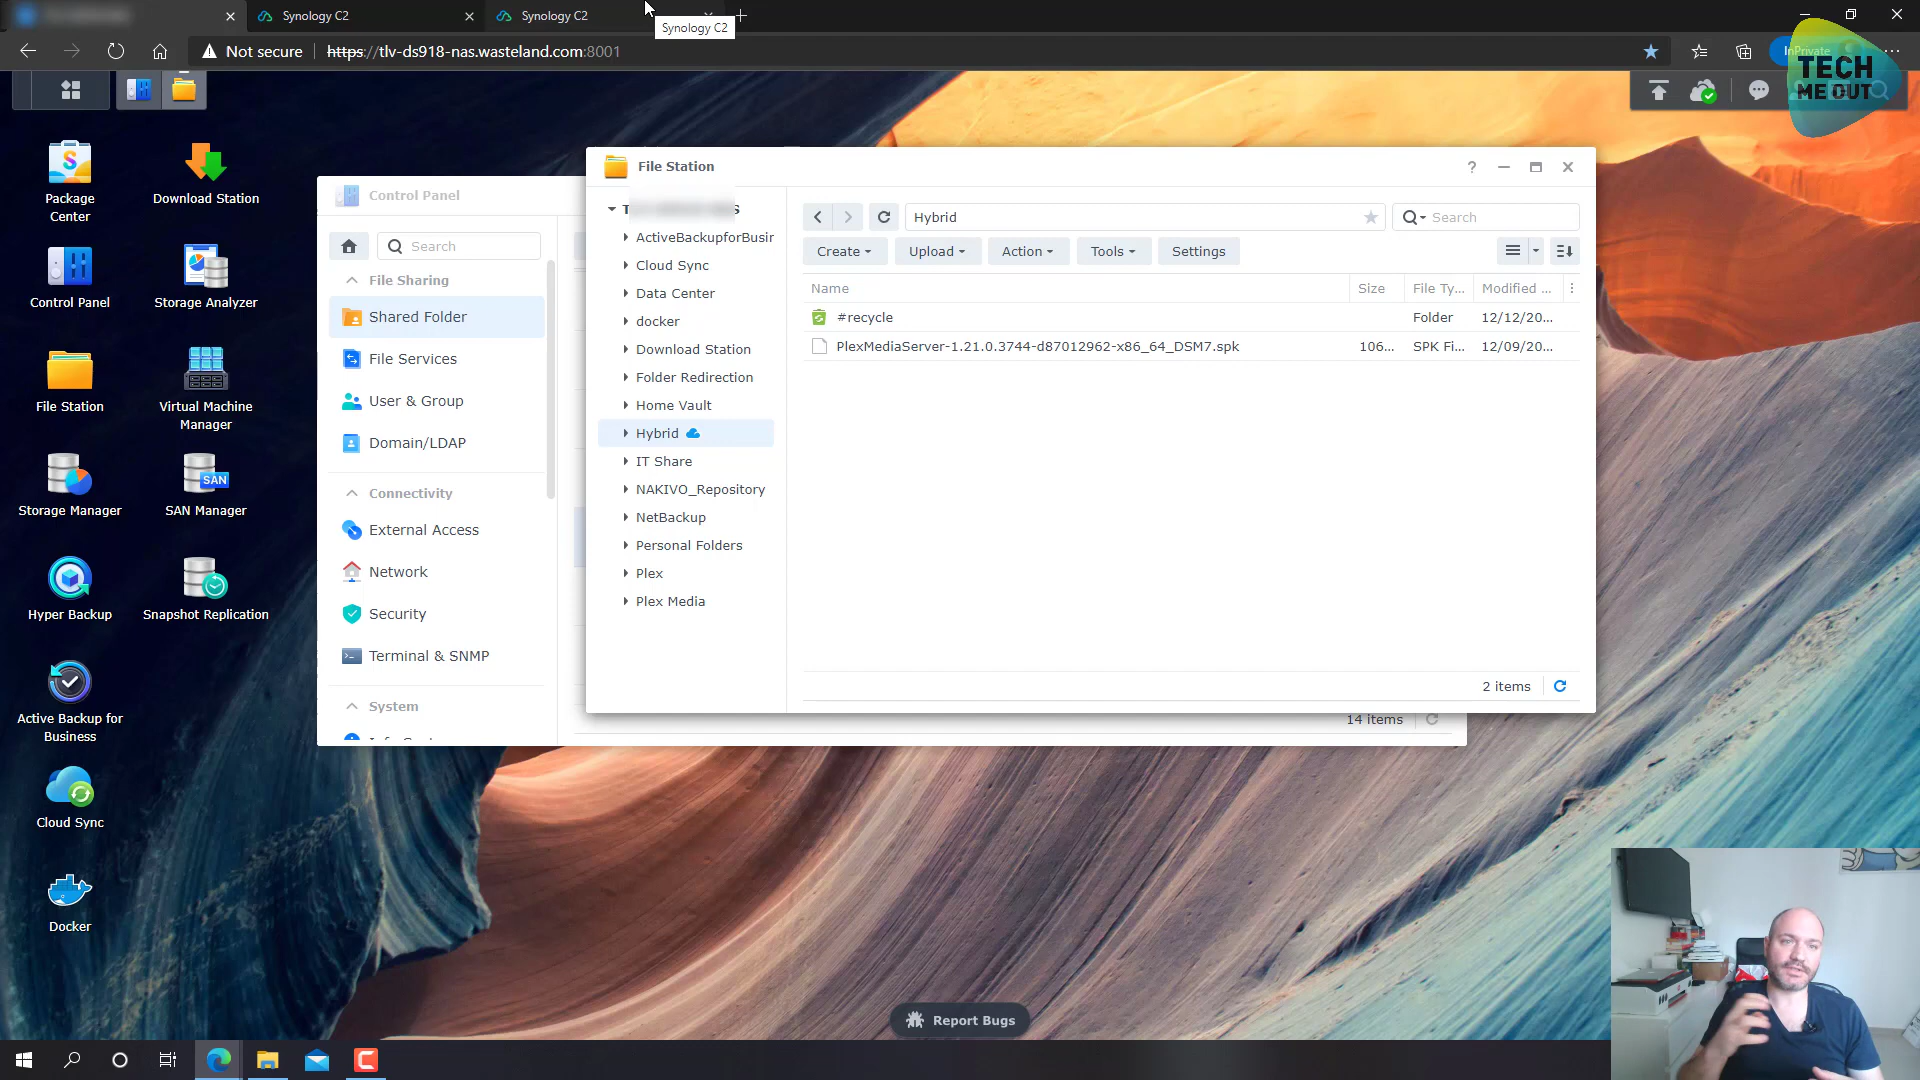 Synology C2
Synology C2
Synology C2
Not secure
https://tlv-ds918-nas.wasteland.com:8001
InPrivate
TECH
ME OUT
Package
Center
Download Station
Control Panel
Storage Analyzer
File Station
Virtual Machine
Manager
Storage Manager
SAN
SAN Manager
Hyper Backup
Snapshot Replication
Active Backup for
Business
Cloud Sync
Docker
Control Panel
Search
File Sharing
Shared Folder
File Services
User & Group
Domain/LDAP
Connectivity
External Access
Network
Security
Terminal & SNMP
System
14 items
File Station
ActiveBackupforBusir
Cloud Sync
Data Center
docker
Download Station
Folder Redirection
Home Vault
Hybrid
IT Share
NAKIVO_Repository
NetBackup
Personal Folders
Plex
Plex Media
Hybrid
Search
Create
Upload
Action
Tools
Settings
Name
Size
File Ty...
Modified ...
#recycle
Folder
12/12/20...
PlexMediaServer-1.21.0.3744-d87012962-x86_64_DSM7.spk
106...
SPK Fi...
12/09/20...
2 items
Report Bugs